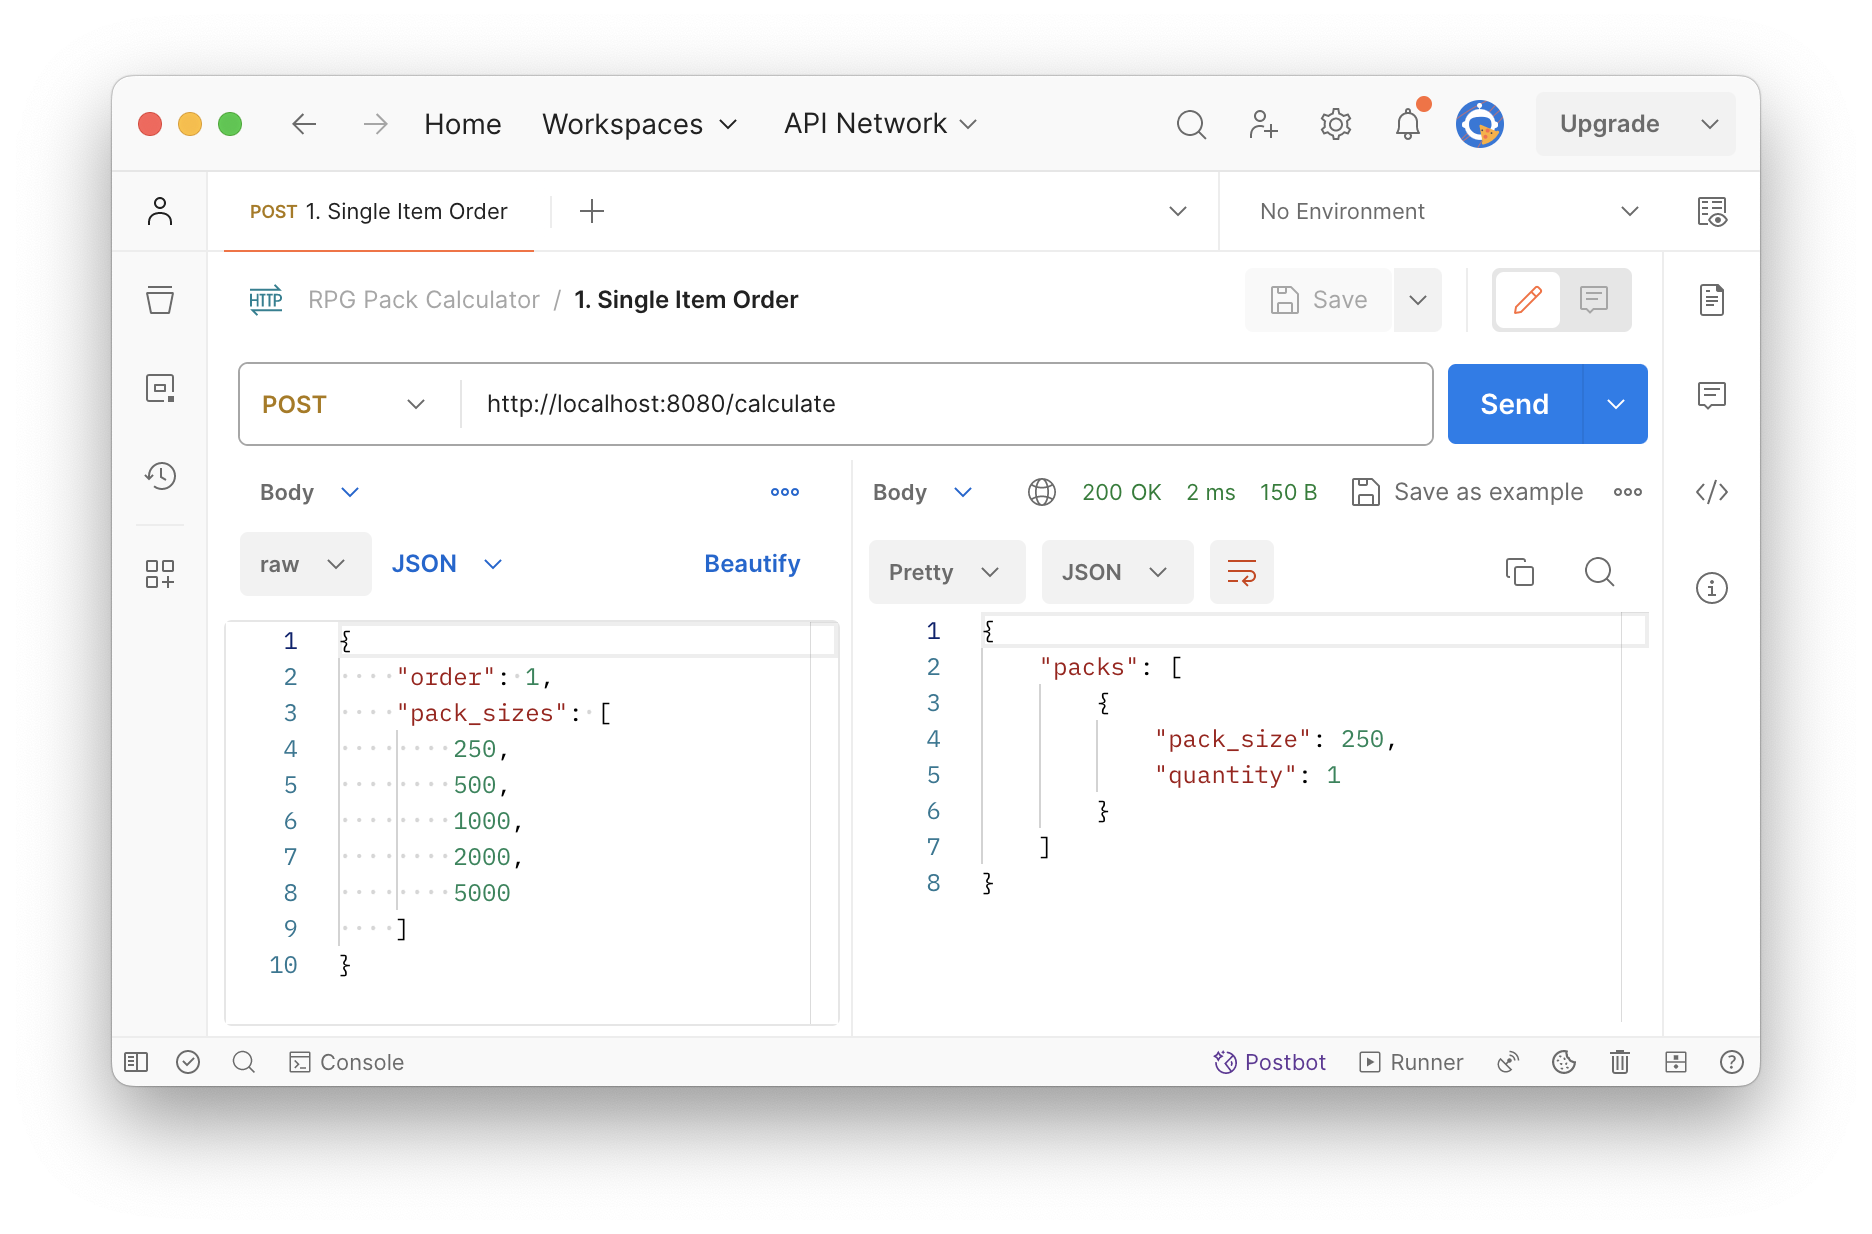 Home Workspaces API Network Upgrade
POST 1. Single Item Order No Environment
HTTP RPG Pack Calculator / 1. Single Item Order Save
POST http://localhost:8080/calculate Send
Body
raw JSON Beautify
1 {
2 "order": 1,
3 "pack_sizes": [
4 250,
5 500,
6 1000,
7 2000,
8 5000
9 ]
10 }
Body 200 OK 2 ms 150 B Save as example
Pretty JSON
1 {
2 "packs": [
3 {
4 "pack_size": 250,
5 "quantity": 1
6 }
7 ]
8 }
Console Postbot Runner